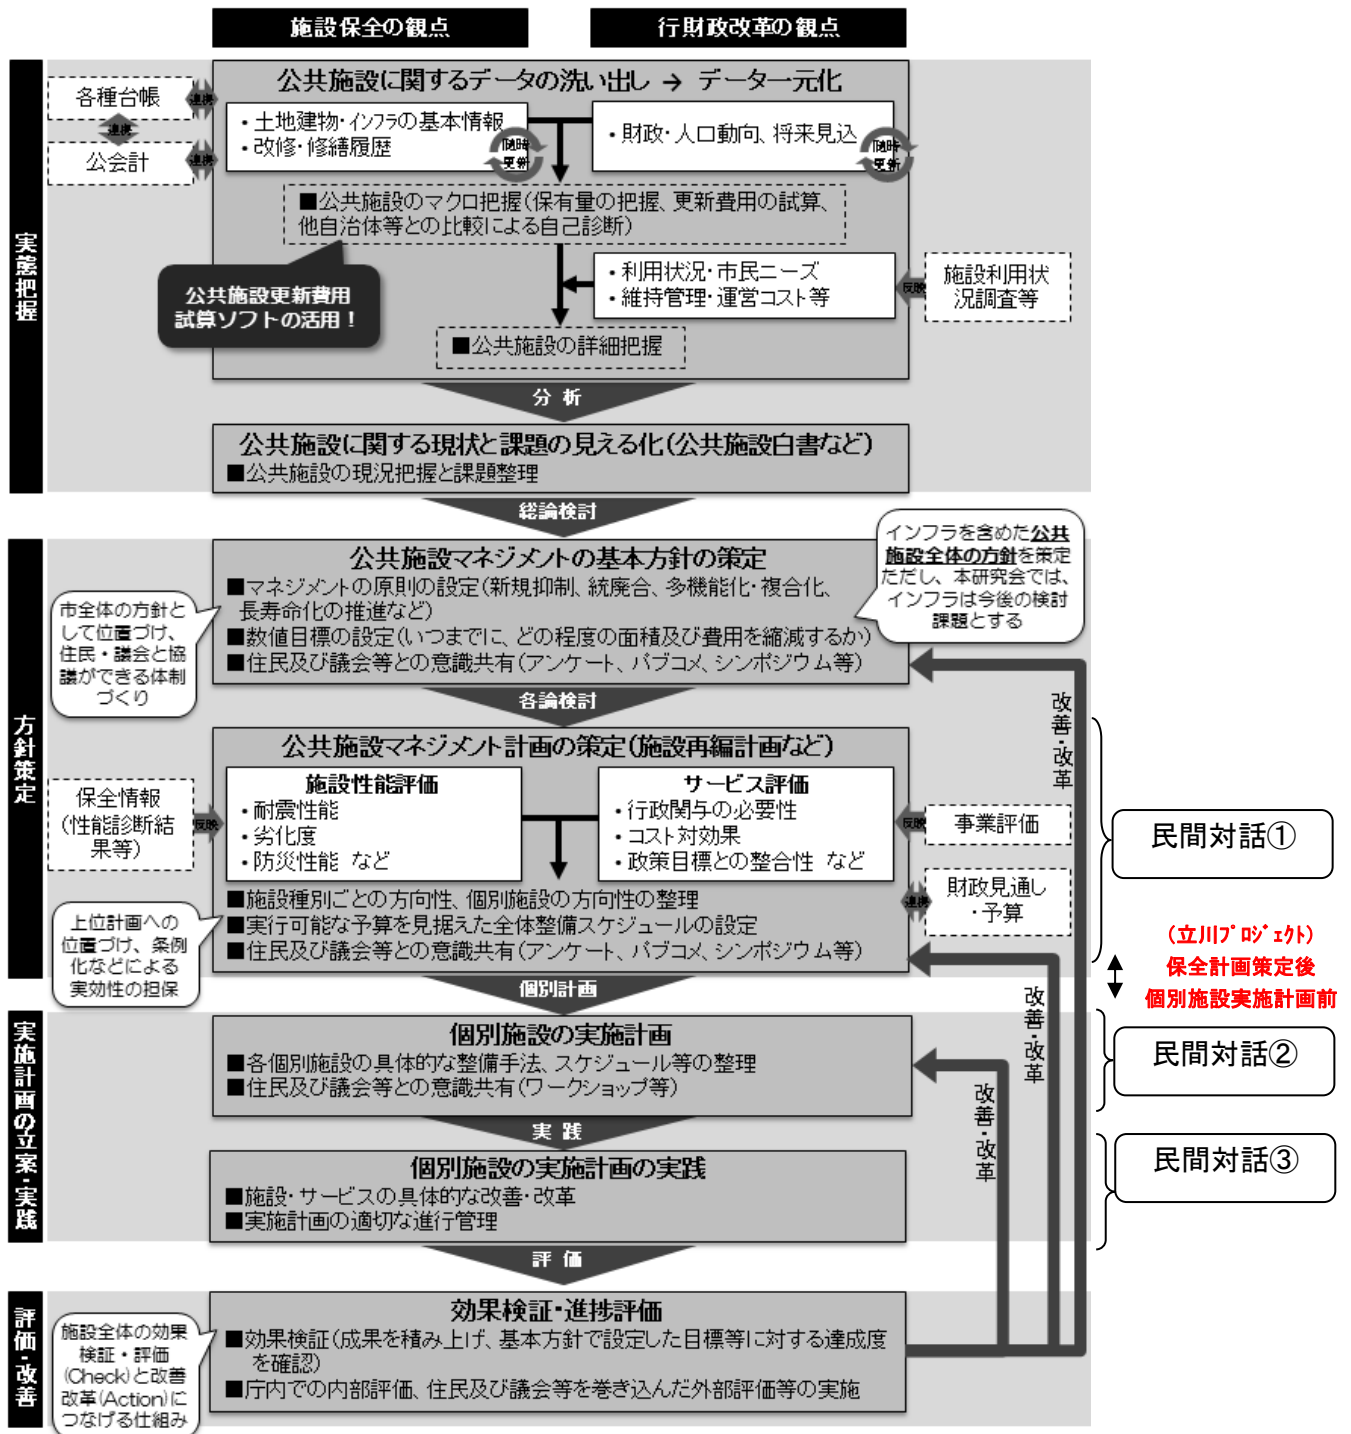 施設保全の観点
行財政改革の観点
実態把握
公共施設に関するデータの洗い出し → データ一元化
各種台帳
連携
連携
公会計
連携
・土地建物・インフラの基本情報
・改修・修繕履歴
随時
更新
・財政・人口動向、将来見込
随時
更新
■公共施設のマクロ把握(保有量の把握、更新費用の試算、
他自治体等との比較による自己診断)
公共施設更新費用
試算ソフトの活用！
・利用状況・市民ニーズ
・維持管理・運営コスト等
反映
施設利用状
況調査等
■公共施設の詳細把握
分 析
公共施設に関する現状と課題の見える化(公共施設白書など)
■公共施設の現況把握と課題整理
総論検討
方針策定
公共施設マネジメントの基本方針の策定
■マネジメントの原則の設定(新規抑制、統廃合、多機能化・複合化、
長寿命化の推進など)
■数値目標の設定(いつまでに、どの程度の面積及び費用を縮減するか)
■住民及び議会等との意識共有(アンケート、パブコメ、シンポジウム等)
インフラを含めた公共
施設全体の方針を策定
ただし、本研究会では、
インフラは今後の検討
課題とする
市全体の方針と
して位置づけ、
住民・議会と協
議ができる体制
づくり
各論検討
改善・改革
公共施設マネジメント計画の策定(施設再編計画など)
施設性能評価
・耐震性能
・劣化度
・防災性能 など
サービス評価
・行政関与の必要性
・コスト対効果
・政策目標との整合性 など
保全情報
(性能診断結
果等)
反映
反映
事業評価
連携
財政見通し
・予算
■施設種別ごとの方向性、個別施設の方向性の整理
■実行可能な予算を見据えた全体整備スケジュールの設定
■住民及び議会等との意識共有(アンケート、パブコメ、シンポジウム等)
上位計画への
位置づけ、条例
化などによる
実効性の担保
民間対話①
(立川プロジェクト)
保全計画策定後
個別施設実施計画前
個別計画
改善・改革
実施計画の立案・実践
個別施設の実施計画
■各個別施設の具体的な整備手法、スケジュール等の整理
■住民及び議会等との意識共有(ワークショップ等)
民間対話②
実 践
改善・改革
個別施設の実施計画の実践
■施設・サービスの具体的な改善・改革
■実施計画の適切な進行管理
民間対話③
評 価
評価・改善
効果検証・進捗評価
■効果検証(成果を積み上げ、基本方針で設定した目標等に対する達成度
を確認)
■庁内での内部評価、住民及び議会等を巻き込んだ外部評価等の実施
施設全体の効果
検証・評価
(Check)と改善
改革(Action)に
つなげる仕組み